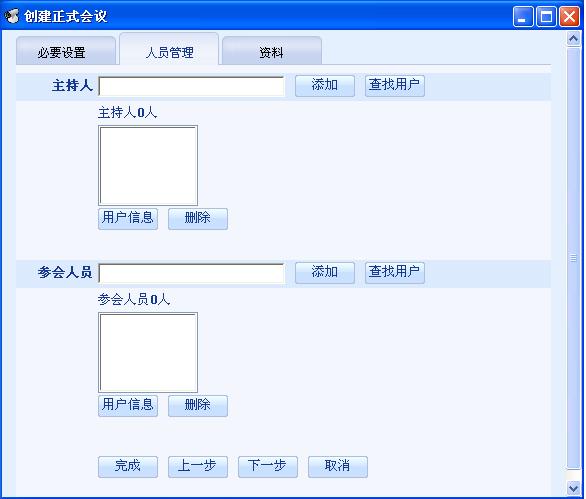 创建正式会议
必要设置 人员管理 资料
主持人 添加 查找用户
主持人0人
用户信息 删除
参会人员 添加 查找用户
参会人员0人
用户信息 删除
完成 上一步 下一步 取消